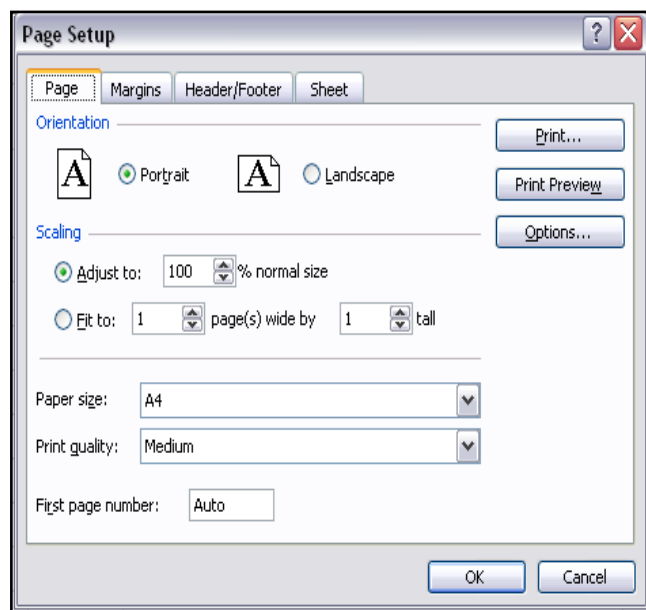 Page Setup
?
Page Margins Header/Footer Sheet
Orientation
Print...
A Portrait A Landscape
Print Preview
Scaling
Options...
Adjust to: 100 % normal size
Fit to: 1 page(s) wide by 1 tall
Paper size: A4
Print quality: Medium
First page number: Auto
OK Cancel